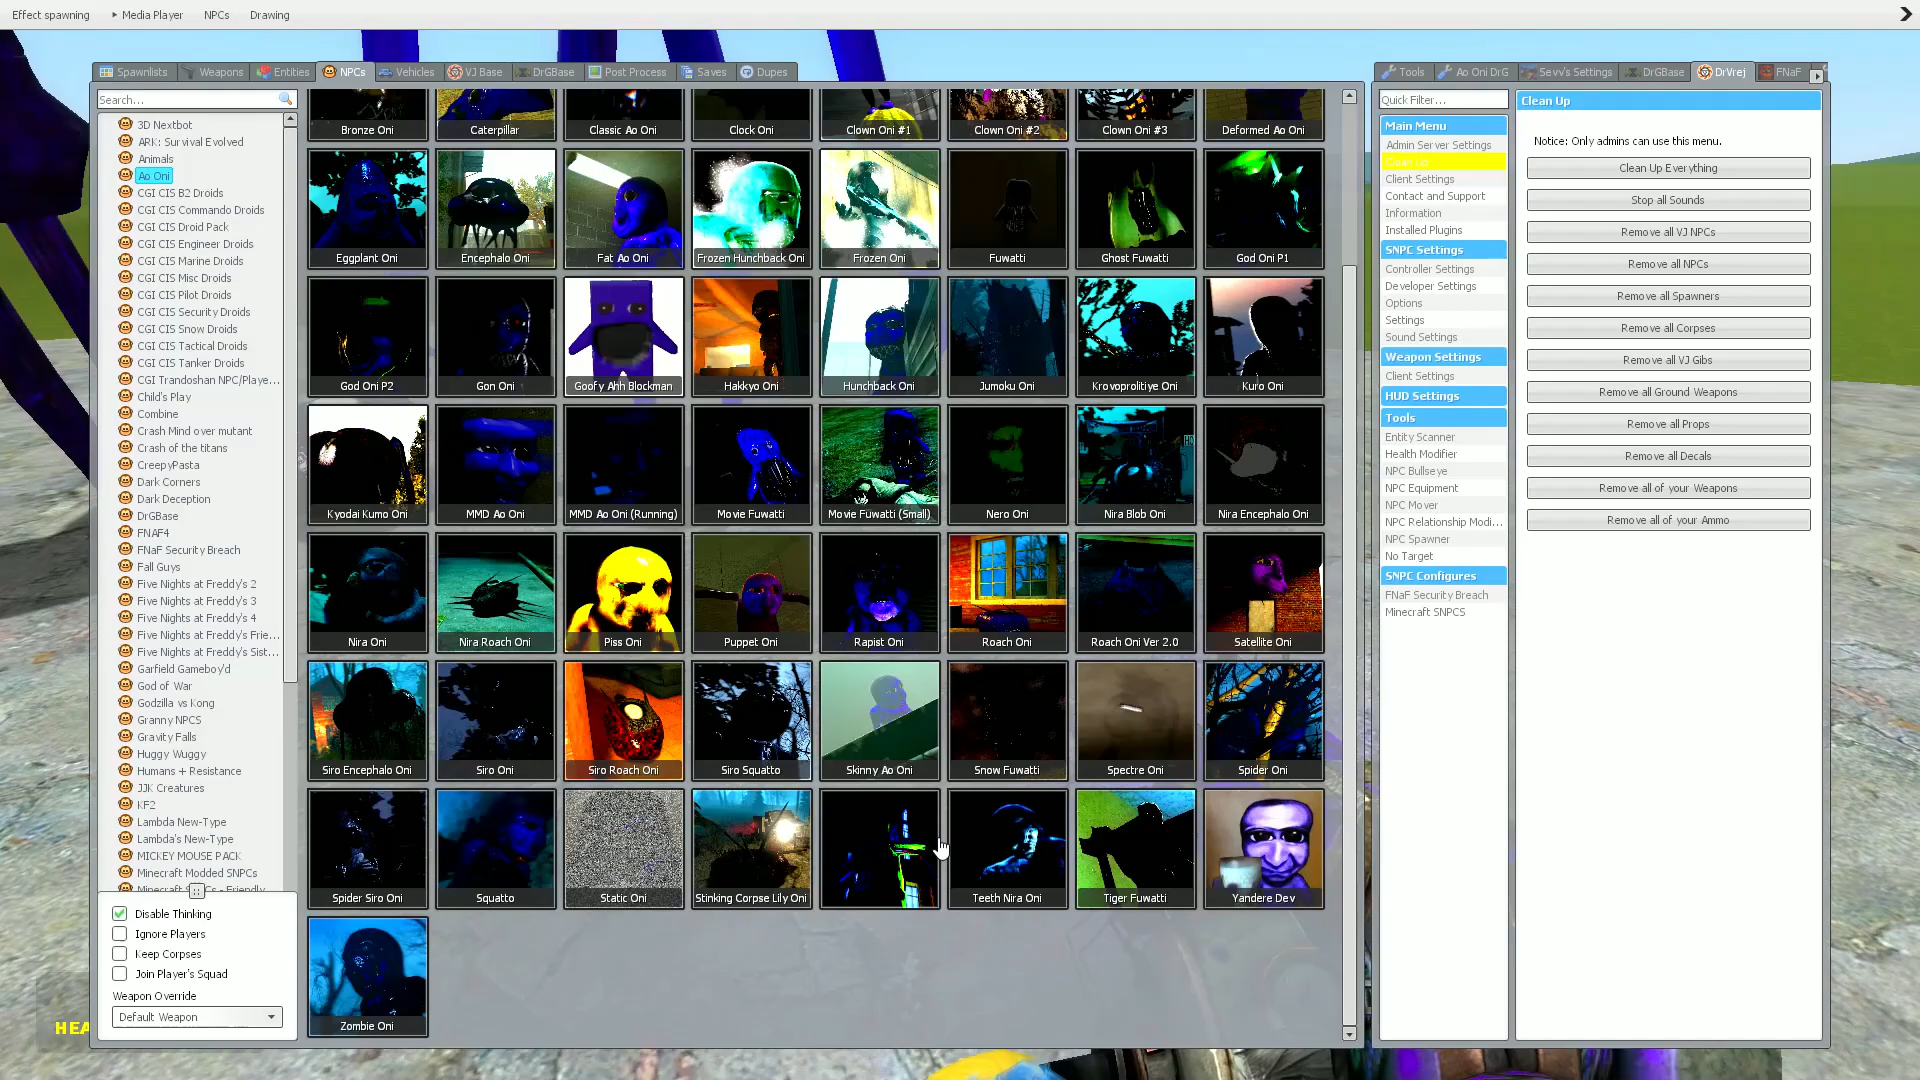 Effect spawning
Media Player
NPCs
Drawing
Spawnlists
Weapons
Entities
NPCs
Vehicles
VJ Base
DrGBase
Post Process
Saves
Dupes
Tools
Ao Oni DrG
Sevv's Settings
DrGBase
DrVrej
FNaF
Search...
3D Nextbot
ARK: Survival Evolved
Animals
Ao Oni
CGI CIS B2 Droids
CGI CIS Commando Droids
CGI CIS Droid Pack
CGI CIS Engineer Droids
CGI CIS Marine Droids
CGI CIS Misc Droids
CGI CIS Pilot Droids
CGI CIS Security Droids
CGI CIS Snow Droids
CGI CIS Tactical Droids
CGI CIS Tanker Droids
CGI Trandoshan NPC/Playe...
Child's Play
Combine
Crash Mind over mutant
Crash of the titans
CreepyPasta
Dark Corners
Dark Deception
DrGBase
FNAF4
FNaF Security Breach
Fall Guys
Five Nights at Freddy's 2
Five Nights at Freddy's 3
Five Nights at Freddy's 4
Five Nights at Freddy's Frie...
Five Nights at Freddy's Sist...
Garfield Gameboy'd
God of War
Godzilla vs Kong
Granny NPCS
Gravity Falls
Huggy Wuggy
Humans + Resistance
JJK Creatures
KF2
Lambda New-Type
Lambda's New-Type
MICKEY MOUSE PACK
Minecraft Modded SNPCs
Disable Thinking
Ignore Players
Keep Corpses
Join Player's Squad
Weapon Override
Default Weapon
HEA
Bronze Oni
Caterpillar
Classic Ao Oni
Clock Oni
Clown Oni #1
Clown Oni #2
Clown Oni #3
Deformed Ao Oni
Eggplant Oni
Encephalo Oni
Fat Ao Oni
Frozen Hunchback Oni
Frozen Oni
Fuwatti
Ghost Fuwatti
God Oni P1
God Oni P2
Gon Oni
Goofy Ahh Blockman
Hakkyo Oni
Hunchback Oni
Jumoku Oni
Krovoprolitiye Oni
Kuro Oni
Kyodai Kumo Oni
MMD Ao Oni
MMD Ao Oni (Running)
Movie Fuwatti
Movie Fuwatti (Small)
Nero Oni
Nira Blob Oni
Nira Encephalo Oni
Nira Oni
Nira Roach Oni
Piss Oni
Puppet Oni
Rapist Oni
Roach Oni
Roach Oni Ver 2.0
Satellite Oni
Siro Encephalo Oni
Siro Oni
Siro Roach Oni
Siro Squatto
Skinny Ao Oni
Snow Fuwatti
Spectre Oni
Spider Oni
Spider Siro Oni
Squatto
Static Oni
Stinking Corpse Lily Oni
Teeth Nira Oni
Tiger Fuwatti
Yandere Dev
Zombie Oni
Quick Filter...
Main Menu
Admin Server Settings
Clean Up
Client Settings
Contact and Support
Information
Installed Plugins
SNPC Settings
Controller Settings
Developer Settings
Options
Settings
Sound Settings
Weapon Settings
Client Settings
HUD Settings
Tools
Entity Scanner
Health Modifier
NPC Bullseye
NPC Equipment
NPC Mover
NPC Relationship Modi...
NPC Spawner
No Target
SNPC Configures
FNaF Security Breach
Minecraft SNPCS
Clean Up
Notice: Only admins can use this menu.
Clean Up Everything
Stop all Sounds
Remove all VJ NPCs
Remove all NPCs
Remove all Spawners
Remove all Corpses
Remove all VJ Gibs
Remove all Ground Weapons
Remove all Props
Remove all Decals
Remove all of your Weapons
Remove all of your Ammo